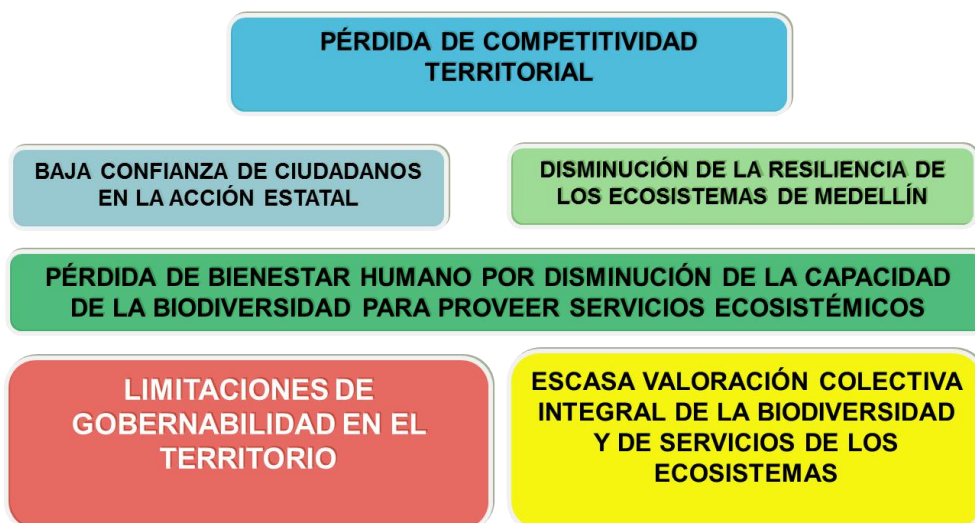 PÉRDIDA DE COMPETITIVIDAD
TERRITORIAL
BAJA CONFIANZA DE CIUDADANOS
EN LA ACCIÓN ESTATAL
DISMINUCIÓN DE LA RESILIENCIA DE
LOS ECOSISTEMAS DE MEDELLÍN
PÉRDIDA DE BIENESTAR HUMANO POR DISMINUCIÓN DE LA CAPACIDAD
DE LA BIODIVERSIDAD PARA PROVEER SERVICIOS ECOSISTÉMICOS
LIMITACIONES DE
GOBERNABILIDAD EN EL
TERRITORIO
ESCASA VALORACIÓN COLECTIVA
INTEGRAL DE LA BIODIVERSIDAD
Y DE SERVICIOS DE LOS
ECOSISTEMAS